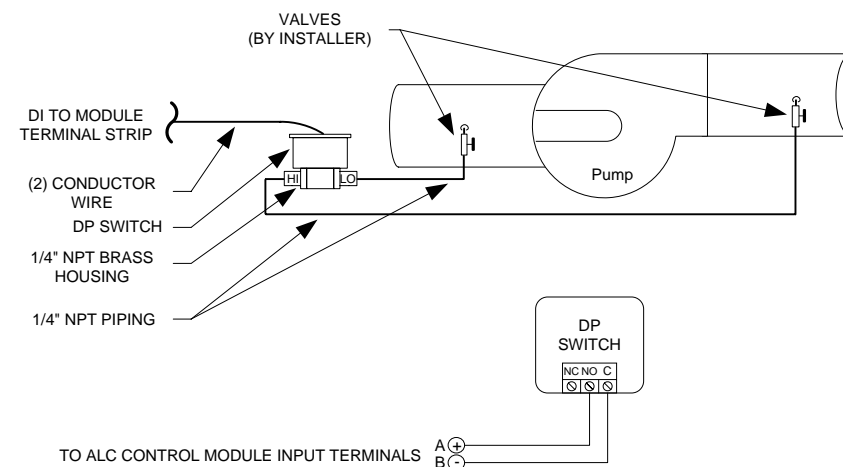 VALVES
(BY INSTALLER)
DI TO MODULE
TERMINAL STRIP
(2) CONDUCTOR
WIRE
HI
LO
Pump
DP SWITCH
1/4" NPT BRASS
HOUSING
1/4" NPT PIPING
DP
SWITCH
NC NO C
TO ALC CONTROL MODULE INPUT TERMINALS
A +
B -